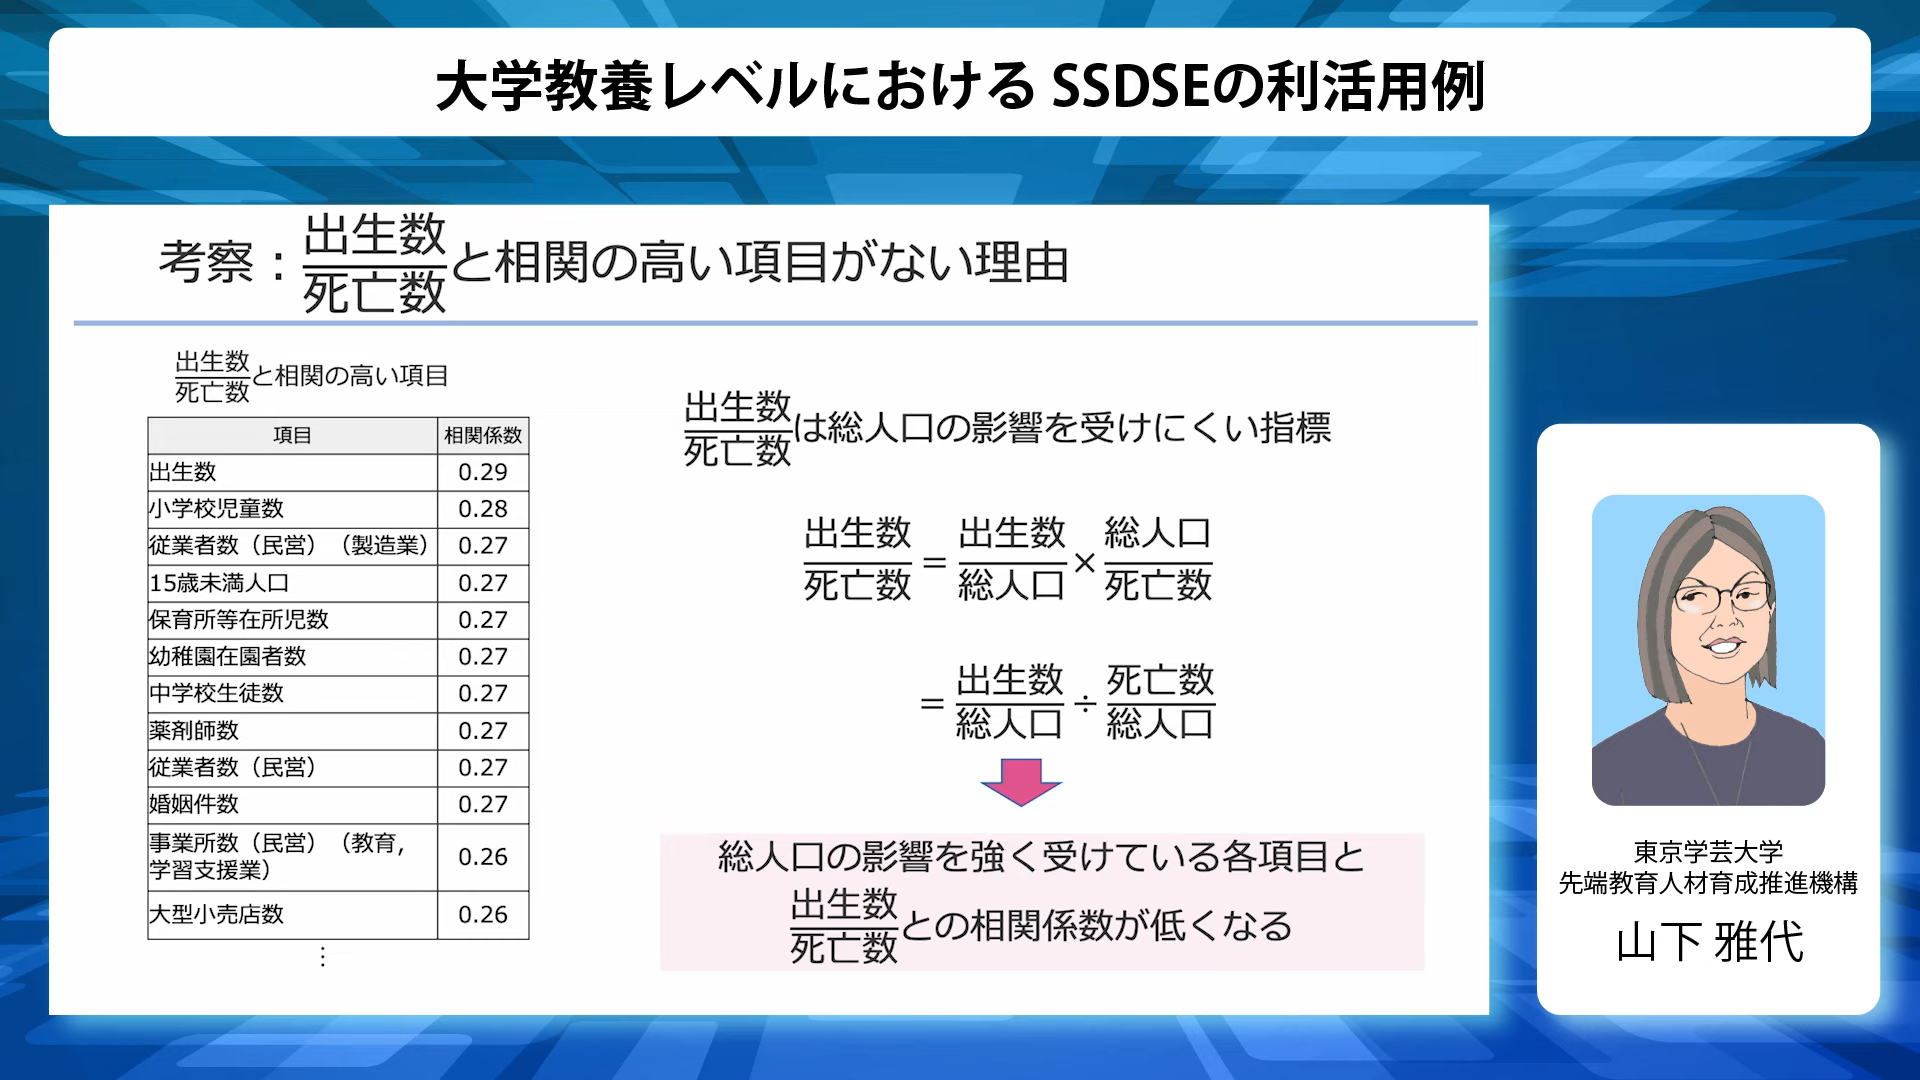 大学教養レベルにおける SSDSEの利活用例
考察：出生数/死亡数と相関の高い項目がない理由
出生数/死亡数と相関の高い項目
項目 相関係数
出生数 0.29
小学校児童数 0.28
従業者数（民営）（製造業） 0.27
15歳未満人口 0.27
保育所等在所児数 0.27
幼稚園在園者数 0.27
中学校生徒数 0.27
薬剤師数 0.27
従業者数（民営） 0.27
婚姻件数 0.27
事業所数（民営）（教育，
学習支援業） 0.26
大型小売店数 0.26
⋮
出生数/死亡数は総人口の影響を受けにくい指標
出生数/死亡数 = 出生数/総人口 × 総人口/死亡数
= 出生数/総人口 ÷ 死亡数/総人口
総人口の影響を強く受けている各項目と
出生数/死亡数との相関係数が低くなる
東京学芸大学
先端教育人材育成推進機構
山下 雅代